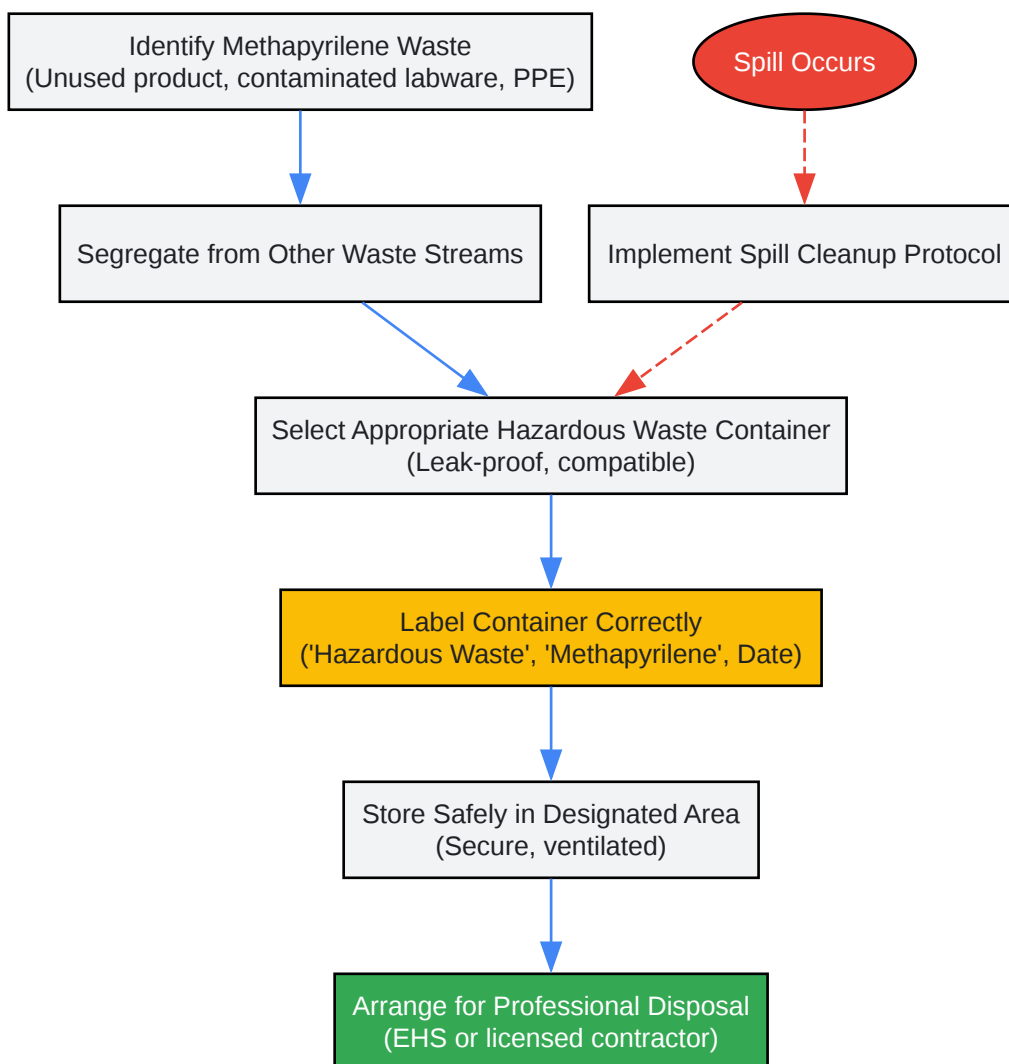 Identify Methapyrilene Waste
(Unused product, contaminated labware, PPE)
Spill Occurs
Segregate from Other Waste Streams
Implement Spill Cleanup Protocol
Select Appropriate Hazardous Waste Container
(Leak-proof, compatible)
Label Container Correctly
('Hazardous Waste', 'Methapyrilene', Date)
Store Safely in Designated Area
(Secure, ventilated)
Arrange for Professional Disposal
(EHS or licensed contractor)